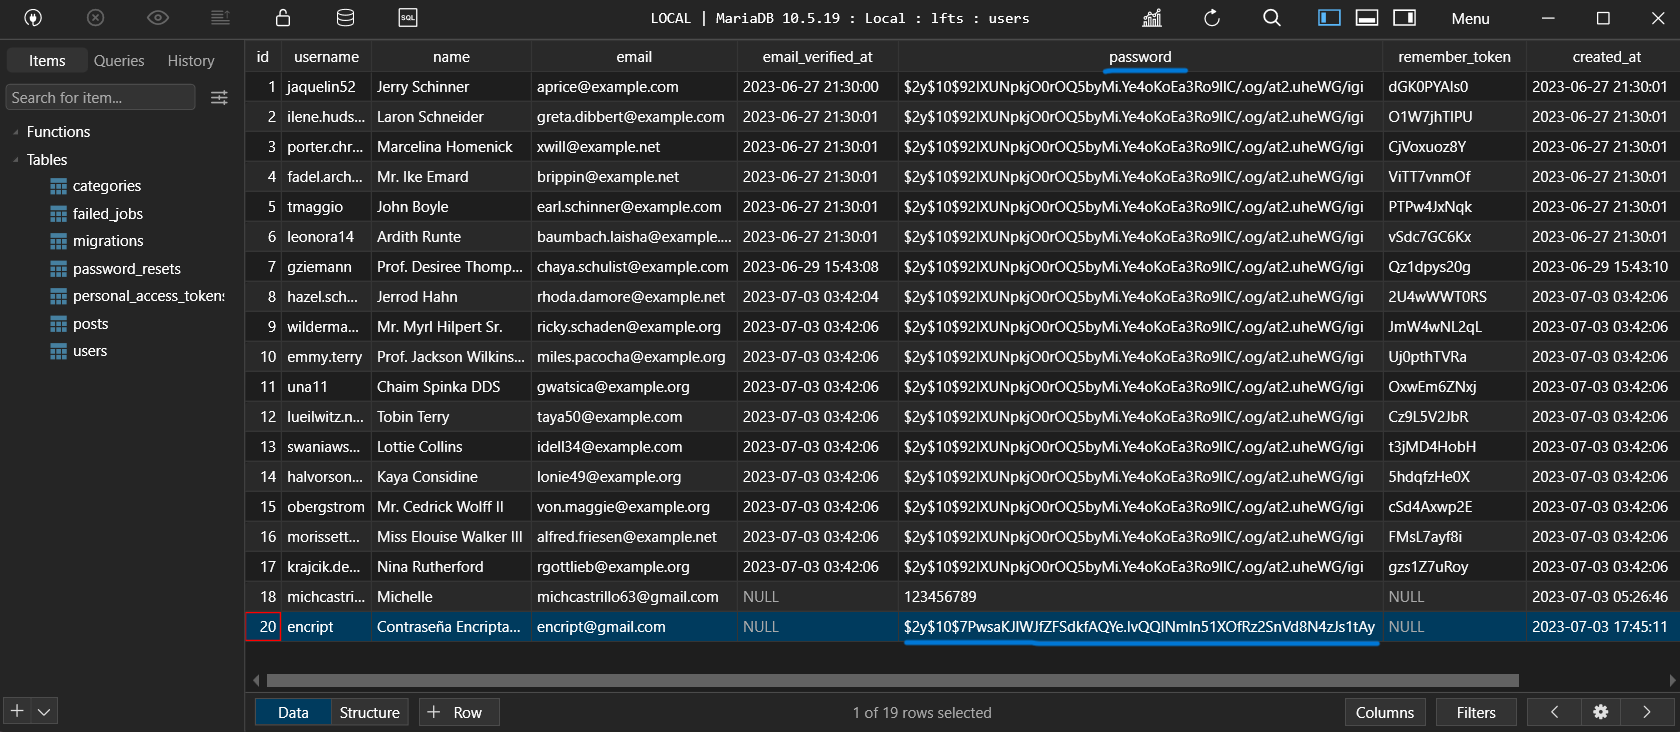 SQL LOCAL | MariaDB 10.5.19 : Local : lfts : users Menu
Items Queries History
Search for item...
Functions
Tables
categories
failed_jobs
migrations
password_resets
personal_access_tokens
posts
users
id username name email email_verified_at password remember_token created_at
1 jaquelin52 Jerry Schinner aprice@example.com 2023-06-27 21:30:00 $2y$10$92IXUNpkjO0rOQ5byMi.Ye4oKoEa3Ro9llC/.og/at2.uheWG/igi dGK0PYAIs0 2023-06-27 21:30:01
2 ilene.huds... Laron Schneider greta.dibbert@example.com 2023-06-27 21:30:01 $2y$10$92IXUNpkjO0rOQ5byMi.Ye4oKoEa3Ro9llC/.og/at2.uheWG/igi O1W7jhTIPU 2023-06-27 21:30:01
3 porter.chr... Marcelina Homenick xwill@example.net 2023-06-27 21:30:01 $2y$10$92IXUNpkjO0rOQ5byMi.Ye4oKoEa3Ro9llC/.og/at2.uheWG/igi CjVoxuoz8Y 2023-06-27 21:30:01
4 fadel.arch... Mr. Ike Emard brippin@example.net 2023-06-27 21:30:01 $2y$10$92IXUNpkjO0rOQ5byMi.Ye4oKoEa3Ro9llC/.og/at2.uheWG/igi ViTT7vnmOf 2023-06-27 21:30:01
5 tmaggio John Boyle earl.schinner@example.com 2023-06-27 21:30:01 $2y$10$92IXUNpkjO0rOQ5byMi.Ye4oKoEa3Ro9llC/.og/at2.uheWG/igi PTPw4JxNqk 2023-06-27 21:30:01
6 leonora14 Ardith Runte baumbach.laisha@example.... 2023-06-27 21:30:01 $2y$10$92IXUNpkjO0rOQ5byMi.Ye4oKoEa3Ro9llC/.og/at2.uheWG/igi vSdc7GC6Kx 2023-06-27 21:30:01
7 gziemann Prof. Desiree Thomp... chaya.schulist@example.com 2023-06-29 15:43:08 $2y$10$92IXUNpkjO0rOQ5byMi.Ye4oKoEa3Ro9llC/.og/at2.uheWG/igi Qz1dpys20g 2023-06-29 15:43:10
8 hazel.sch... Jerrod Hahn rhoda.damore@example.net 2023-07-03 03:42:04 $2y$10$92IXUNpkjO0rOQ5byMi.Ye4oKoEa3Ro9llC/.og/at2.uheWG/igi 2U4wWWT0RS 2023-07-03 03:42:06
9 wilderma... Mr. Myrl Hilpert Sr. ricky.schaden@example.org 2023-07-03 03:42:06 $2y$10$92IXUNpkjO0rOQ5byMi.Ye4oKoEa3Ro9llC/.og/at2.uheWG/igi JmW4wNL2qL 2023-07-03 03:42:06
10 emmy.terry Prof. Jackson Wilkins... miles.pacocha@example.org 2023-07-03 03:42:06 $2y$10$92IXUNpkjO0rOQ5byMi.Ye4oKoEa3Ro9llC/.og/at2.uheWG/igi Uj0pthTVRa 2023-07-03 03:42:06
11 una11 Chaim Spinka DDS gwatsica@example.org 2023-07-03 03:42:06 $2y$10$92IXUNpkjO0rOQ5byMi.Ye4oKoEa3Ro9llC/.og/at2.uheWG/igi OxwEm6ZNxj 2023-07-03 03:42:06
12 lueilwitz.n... Tobin Terry taya50@example.com 2023-07-03 03:42:06 $2y$10$92IXUNpkjO0rOQ5byMi.Ye4oKoEa3Ro9llC/.og/at2.uheWG/igi Cz9L5V2JbR 2023-07-03 03:42:06
13 swaniaws... Lottie Collins idell34@example.com 2023-07-03 03:42:06 $2y$10$92IXUNpkjO0rOQ5byMi.Ye4oKoEa3Ro9llC/.og/at2.uheWG/igi t3jMD4HobH 2023-07-03 03:42:06
14 halvorson... Kaya Considine lonie49@example.org 2023-07-03 03:42:06 $2y$10$92IXUNpkjO0rOQ5byMi.Ye4oKoEa3Ro9llC/.og/at2.uheWG/igi 5hdqfzHe0X 2023-07-03 03:42:06
15 obergstrom Mr. Cedrick Wolff II von.maggie@example.org 2023-07-03 03:42:06 $2y$10$92IXUNpkjO0rOQ5byMi.Ye4oKoEa3Ro9llC/.og/at2.uheWG/igi cSd4Axwp2E 2023-07-03 03:42:06
16 morissett... Miss Elouise Walker III alfred.friesen@example.net 2023-07-03 03:42:06 $2y$10$92IXUNpkjO0rOQ5byMi.Ye4oKoEa3Ro9llC/.og/at2.uheWG/igi FMsL7ayf8i 2023-07-03 03:42:06
17 krajcik.de... Nina Rutherford rgottlieb@example.org 2023-07-03 03:42:06 $2y$10$92IXUNpkjO0rOQ5byMi.Ye4oKoEa3Ro9llC/.og/at2.uheWG/igi gzs1Z7uRoy 2023-07-03 03:42:06
18 michcastri... Michelle michcastrillo63@gmail.com NULL 123456789 NULL 2023-07-03 05:26:46
20 encript Contraseña Encripta... encript@gmail.com NULL $2y$10$7PwsaKJIWJfZFSdkfAQYe.lvQQlNmIn51XOfRz2SnVd8N4zJs1tAy NULL 2023-07-03 17:45:11
Data Structure + Row 1 of 19 rows selected Columns Filters